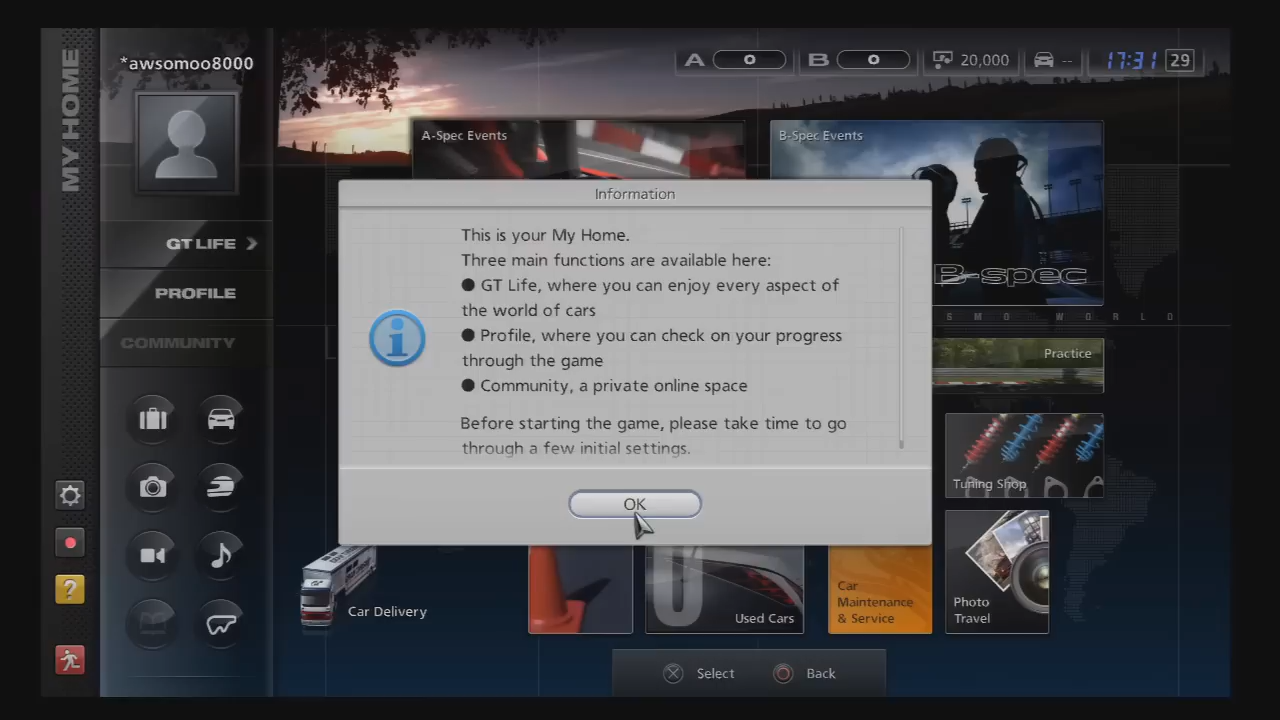 MY HOME
*awsomoo8000
A 0
B 0
20,000
--
17:31 29
GT LIFE
PROFILE
COMMUNITY
A-Spec Events
B-Spec Events
B-spec
Information
This is your My Home.
Three main functions are available here:
● GT Life, where you can enjoy every aspect of
the world of cars
● Profile, where you can check on your progress
through the game
● Community, a private online space
Before starting the game, please take time to go
through a few initial settings.
OK
S M O W O R L D
Practice
Tuning Shop
Car Delivery
U
Used Cars
Car
Maintenance
& Service
Photo
Travel
Select
Back